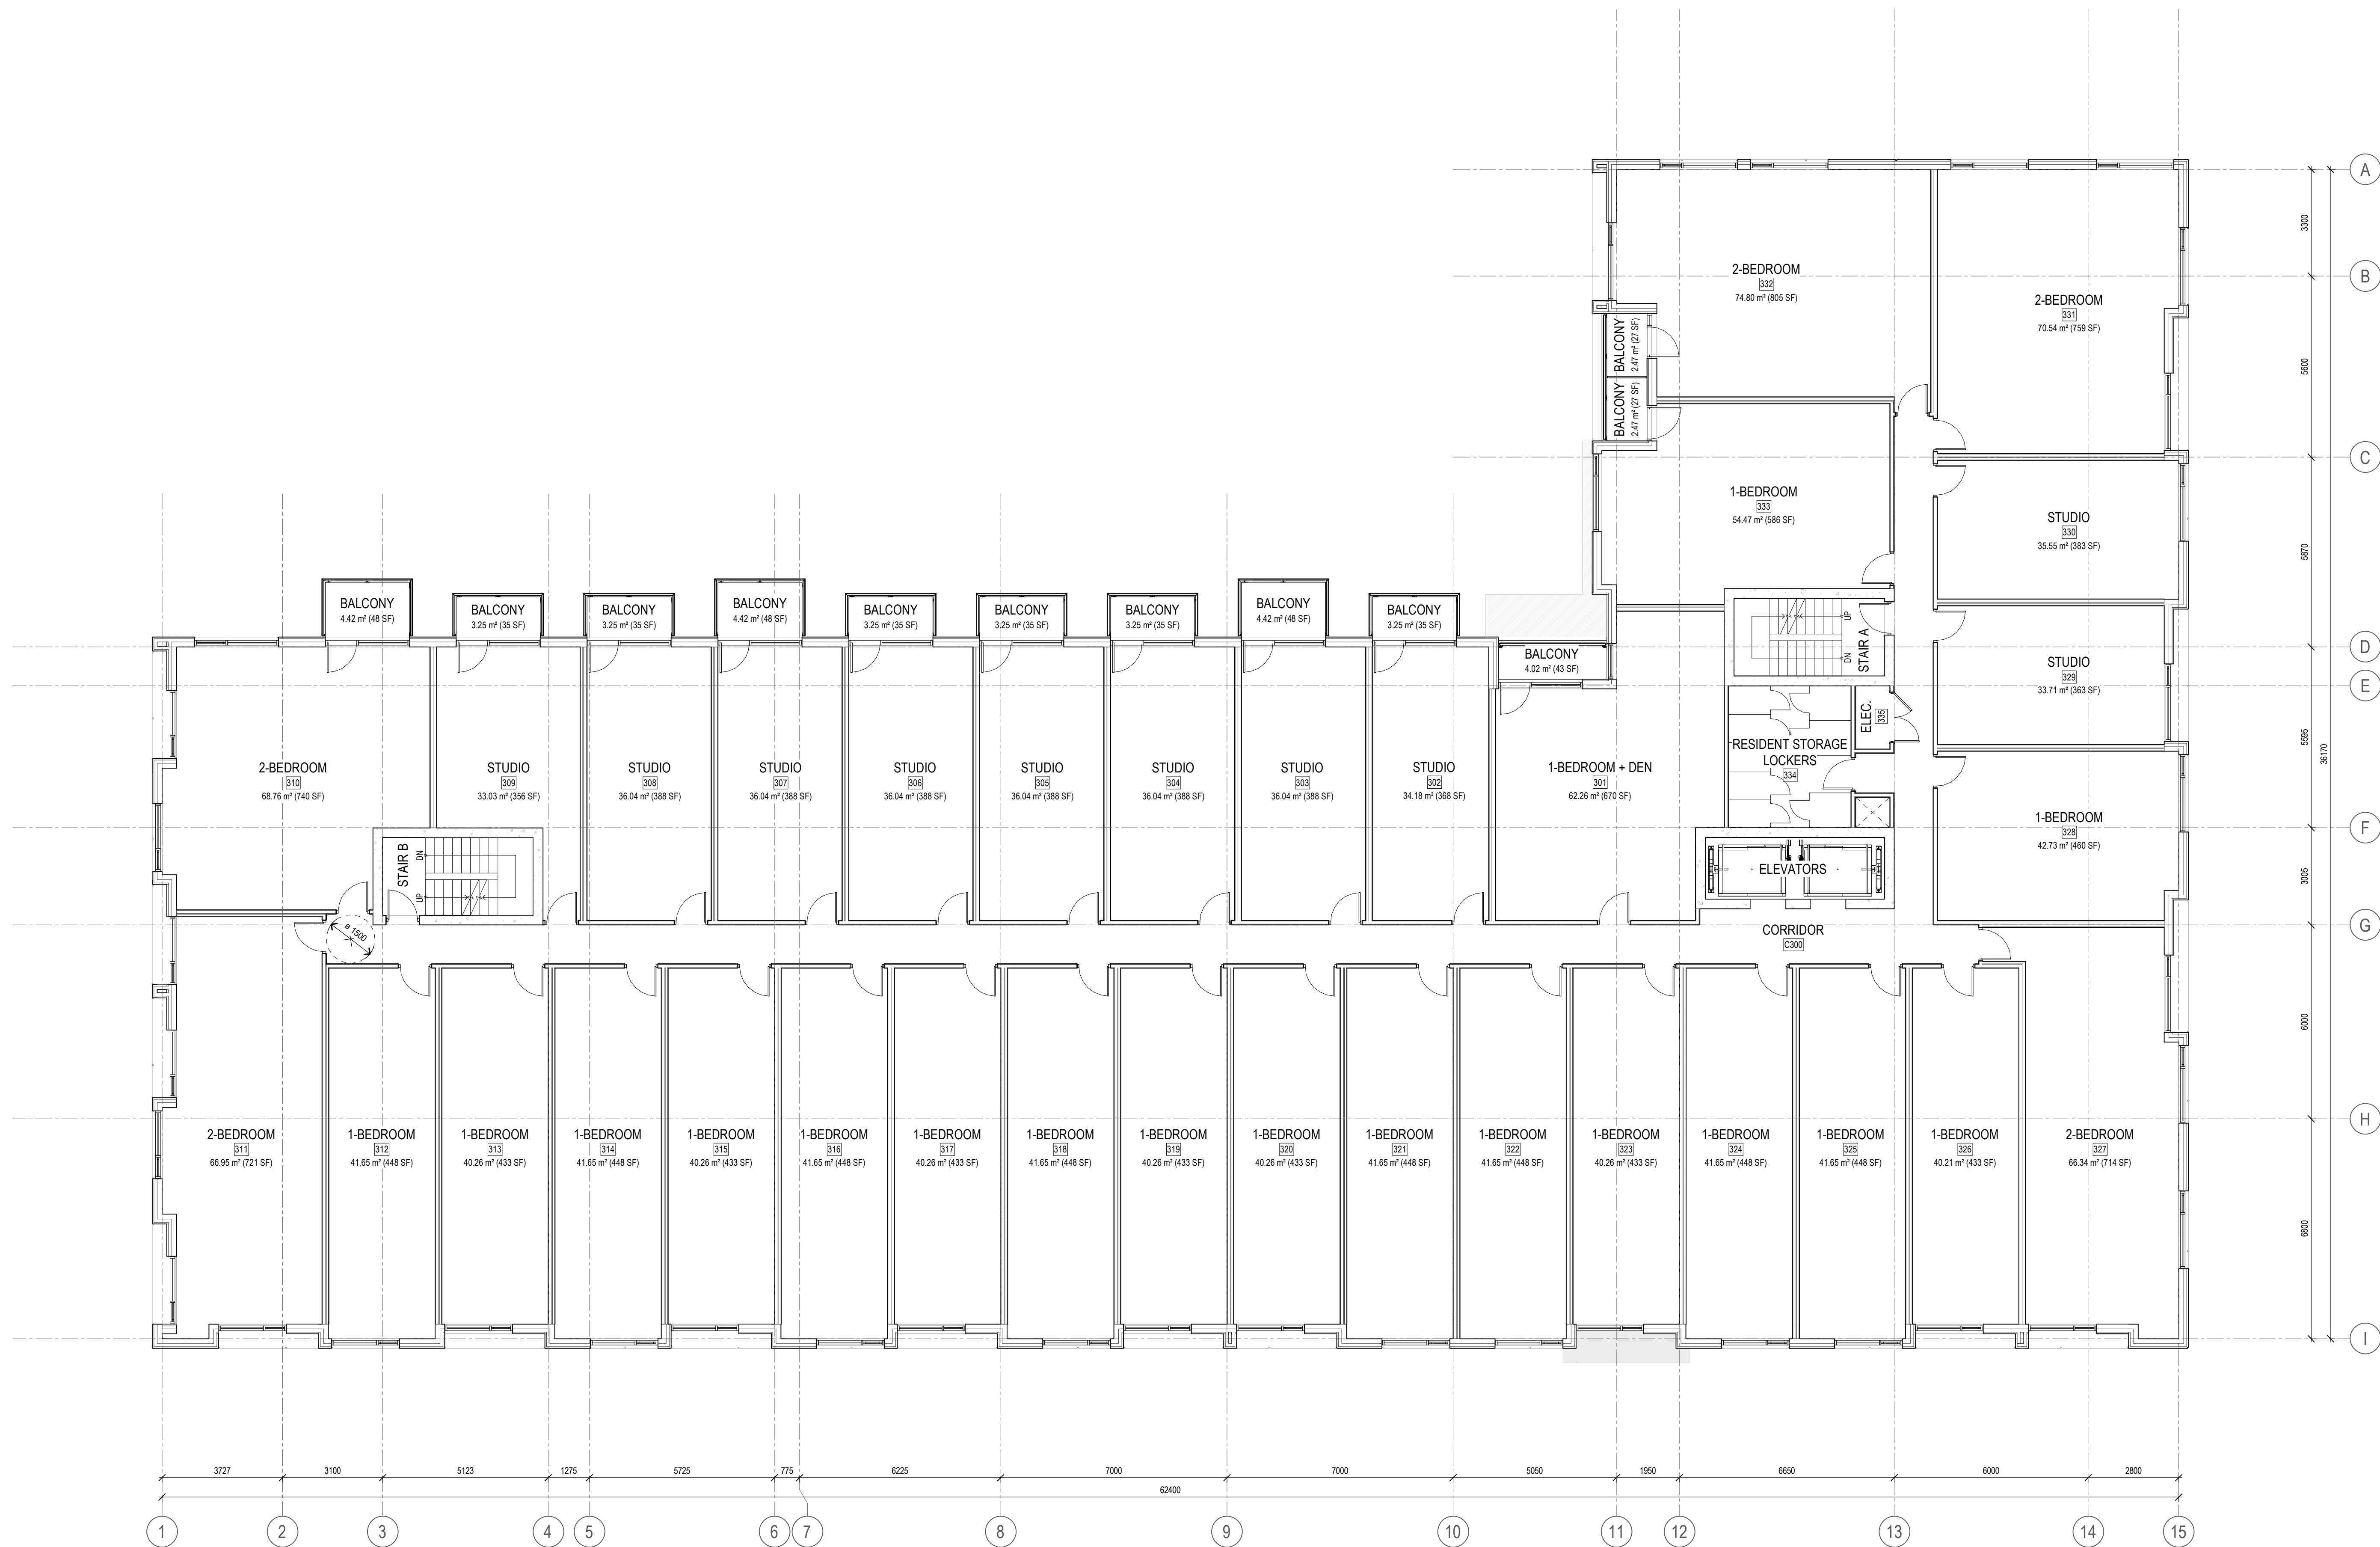 A
3300
B
2-BEDROOM
332
74.80 m² (805 SF)
2-BEDROOM
331
70.54 m² (759 SF)
BALCONY
2.47 m² (27 SF)
BALCONY
2.47 m² (27 SF)
5600
C
1-BEDROOM
333
54.47 m² (586 SF)
STUDIO
330
35.55 m² (383 SF)
5870
BALCONY
4.42 m² (48 SF)
BALCONY
3.25 m² (35 SF)
BALCONY
3.25 m² (35 SF)
BALCONY
4.42 m² (48 SF)
BALCONY
3.25 m² (35 SF)
BALCONY
3.25 m² (35 SF)
BALCONY
3.25 m² (35 SF)
BALCONY
4.42 m² (48 SF)
BALCONY
3.25 m² (35 SF)
BALCONY
4.02 m² (43 SF)
UP
DN
STAIR A
D
STUDIO
329
33.71 m² (363 SF)
E
ELEC.
335
RESIDENT STORAGE
LOCKERS
334
5595
36170
2-BEDROOM
310
68.76 m² (740 SF)
STUDIO
309
33.03 m² (356 SF)
STUDIO
308
36.04 m² (388 SF)
STUDIO
307
36.04 m² (388 SF)
STUDIO
306
36.04 m² (388 SF)
STUDIO
305
36.04 m² (388 SF)
STUDIO
304
36.04 m² (388 SF)
STUDIO
303
36.04 m² (388 SF)
STUDIO
302
34.18 m² (368 SF)
1-BEDROOM + DEN
301
62.26 m² (670 SF)
1-BEDROOM
328
42.73 m² (460 SF)
F
STAIR B
DN
UP
ELEVATORS
3005
G
ø 1500
CORRIDOR
C300
6000
H
2-BEDROOM
311
66.95 m² (721 SF)
1-BEDROOM
312
41.65 m² (448 SF)
1-BEDROOM
313
40.26 m² (433 SF)
1-BEDROOM
314
41.65 m² (448 SF)
1-BEDROOM
315
40.26 m² (433 SF)
1-BEDROOM
316
41.65 m² (448 SF)
1-BEDROOM
317
40.26 m² (433 SF)
1-BEDROOM
318
41.65 m² (448 SF)
1-BEDROOM
319
40.26 m² (433 SF)
1-BEDROOM
320
40.26 m² (433 SF)
1-BEDROOM
321
41.65 m² (448 SF)
1-BEDROOM
322
41.65 m² (448 SF)
1-BEDROOM
323
40.26 m² (433 SF)
1-BEDROOM
324
41.65 m² (448 SF)
1-BEDROOM
325
41.65 m² (448 SF)
1-BEDROOM
326
40.21 m² (433 SF)
2-BEDROOM
327
66.34 m² (714 SF)
6800
I
3727 3100 5123 1275 5725 775 6225 7000 7000 5050 1950 6650 6000 2800
62400
1 2 3 4 5 6 7 8 9 10 11 12 13 14 15